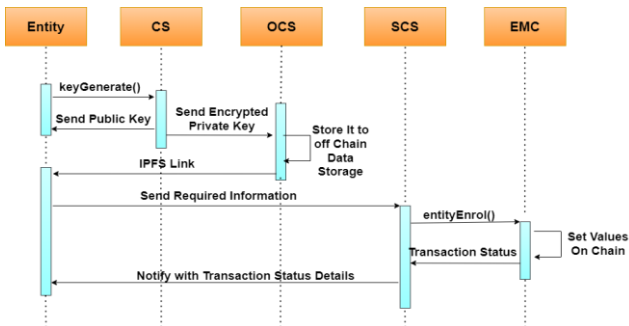 Entity
CS
OCS
SCS
EMC
keyGenerate()
Send Public Key
Send Encrypted
Private Key
Store It to
off Chain
Data
Storage
IPFS Link
Send Required Information
entityEnrol()
Set Values
On Chain
Transaction Status
Notify with Transaction Status Details